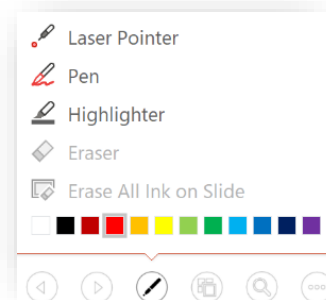 Laser Pointer
Pen
Highlighter
Eraser
Erase All Ink on Slide